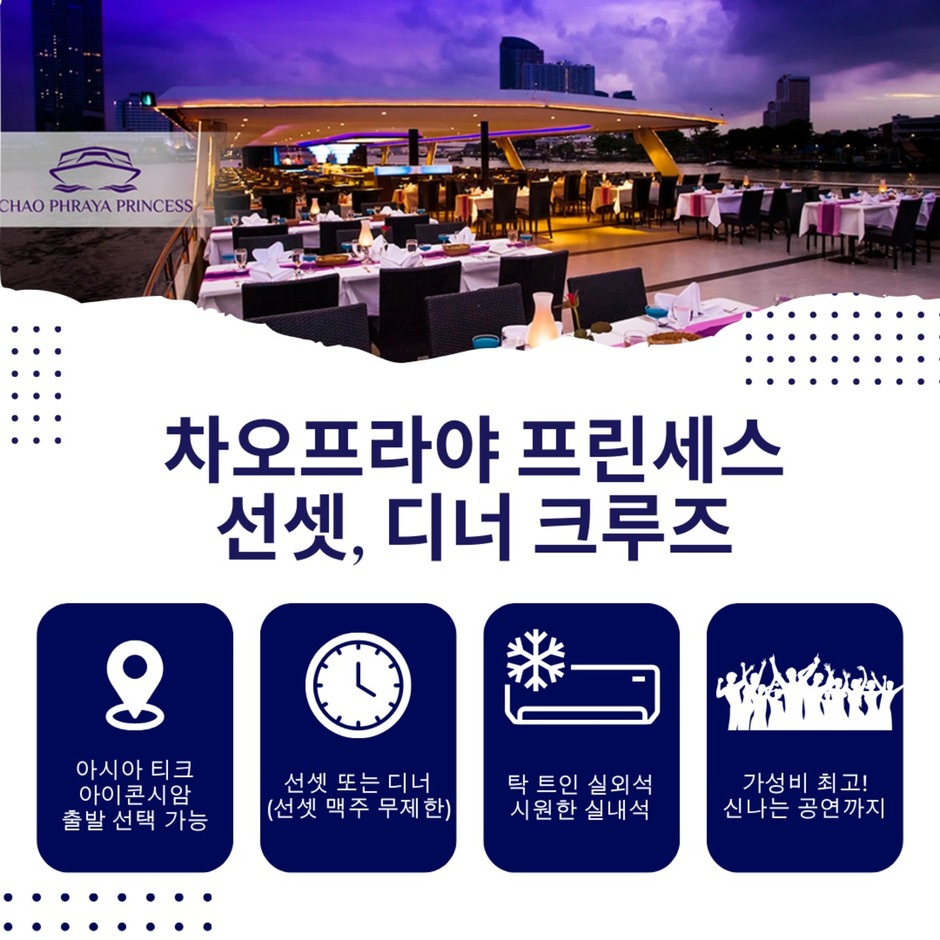 CHAO PHRAYA PRINCESS
차오프라야 프린세스
선셋, 디너 크루즈
아시아 티크
아이콘시암
출발 선택 가능
선셋 또는 디너
(선셋 맥주 무제한)
탁 트인 실외석
시원한 실내석
가성비 최고!
신나는 공연까지